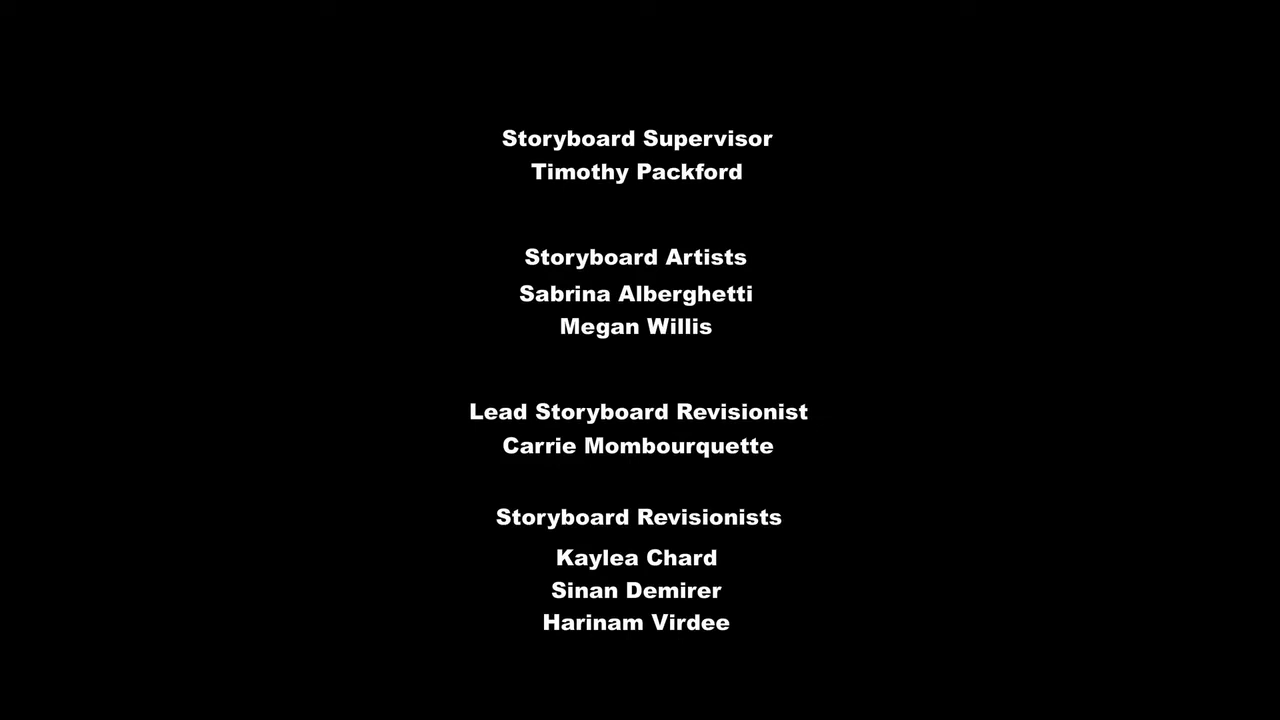 Storyboard Supervisor
Timothy Packford
Storyboard Artists
Sabrina Alberghetti
Megan Willis
Lead Storyboard Revisionist
Carrie Mombourquette
Storyboard Revisionists
Kaylea Chard
Sinan Demirer
Harinam Virdee